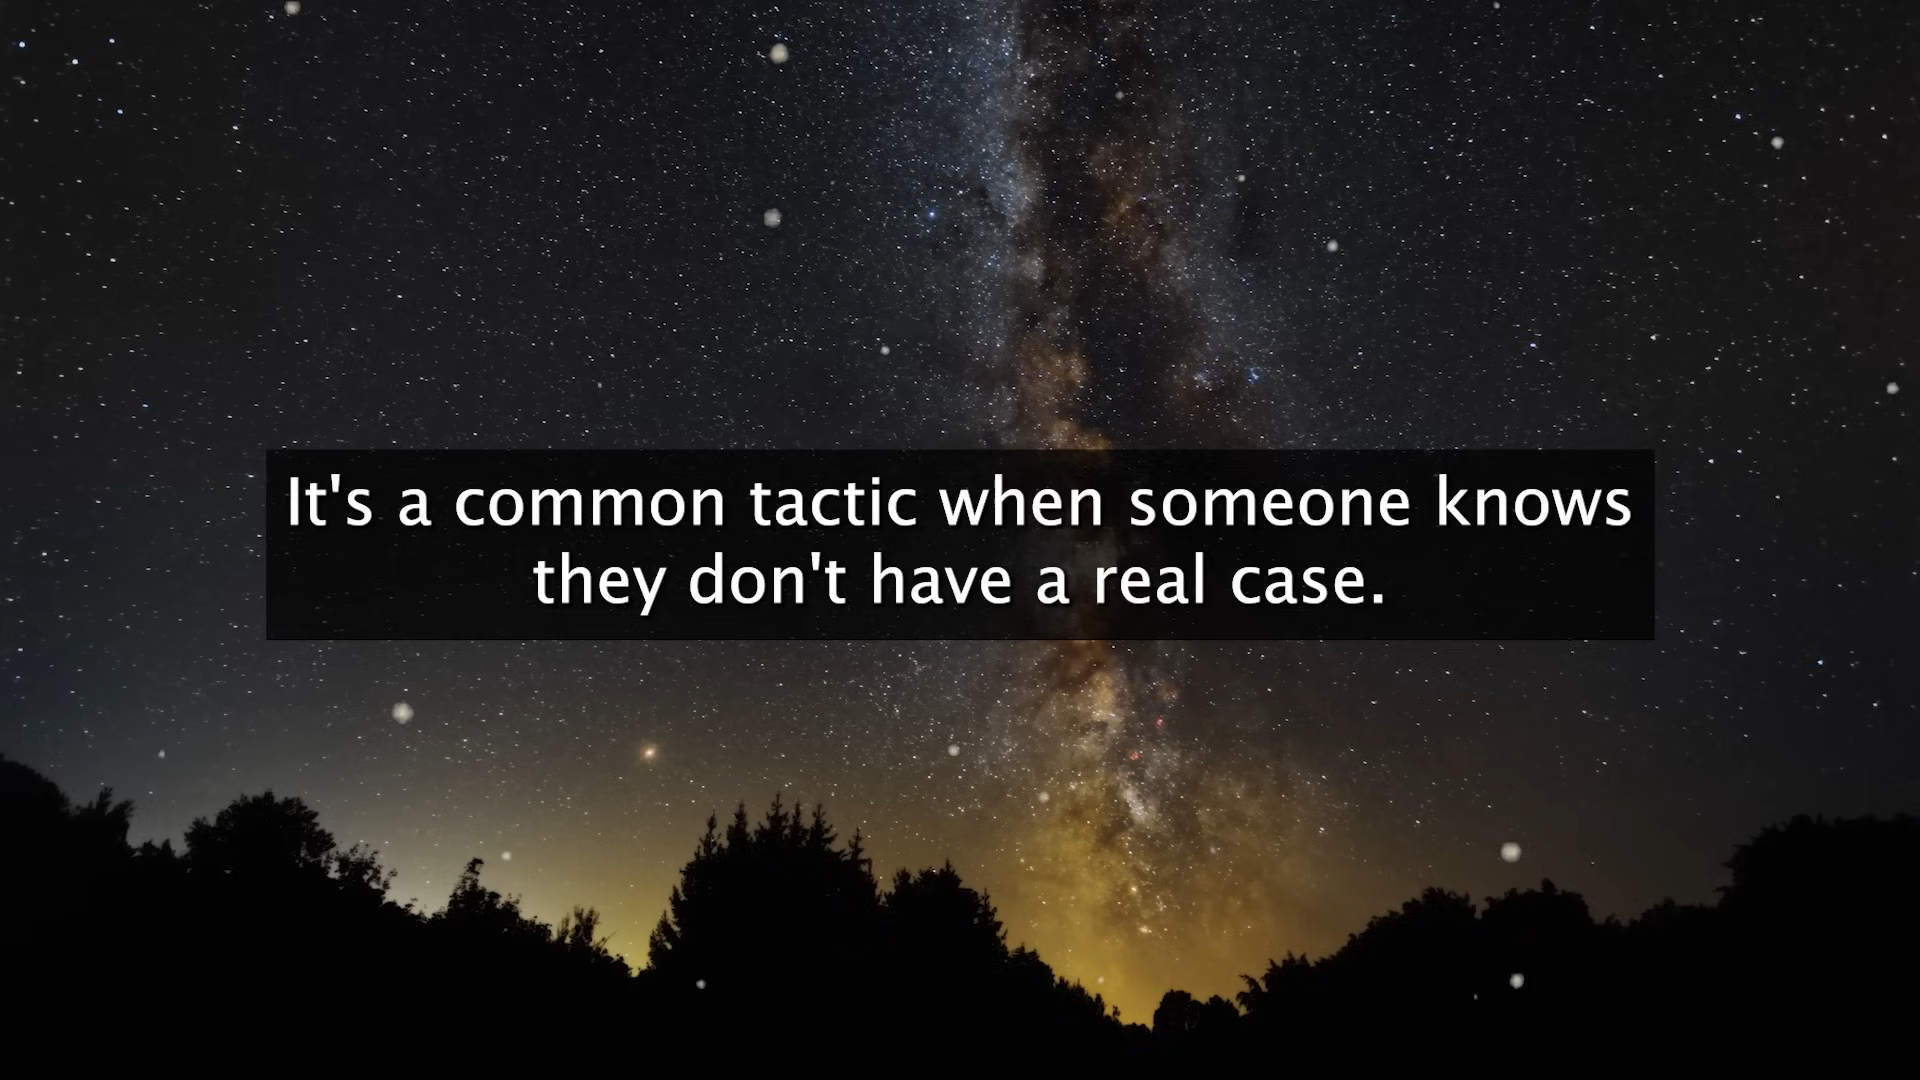 It's a common tactic when someone knows
they don't have a real case.